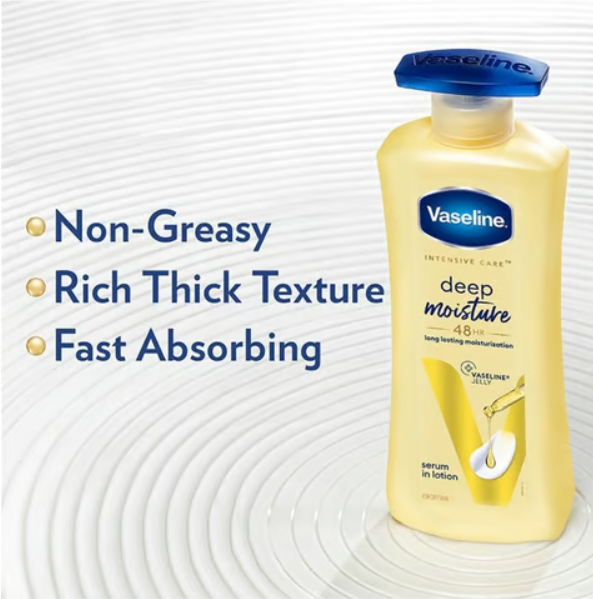 Vaseline.
Non-Greasy
Rich Thick Texture
Fast Absorbing
Vaseline.
INTENSIVE CARE™
deep
moisture
48 HR
long lasting moisturisation
VASELINE®
JELLY
serum
in lotion